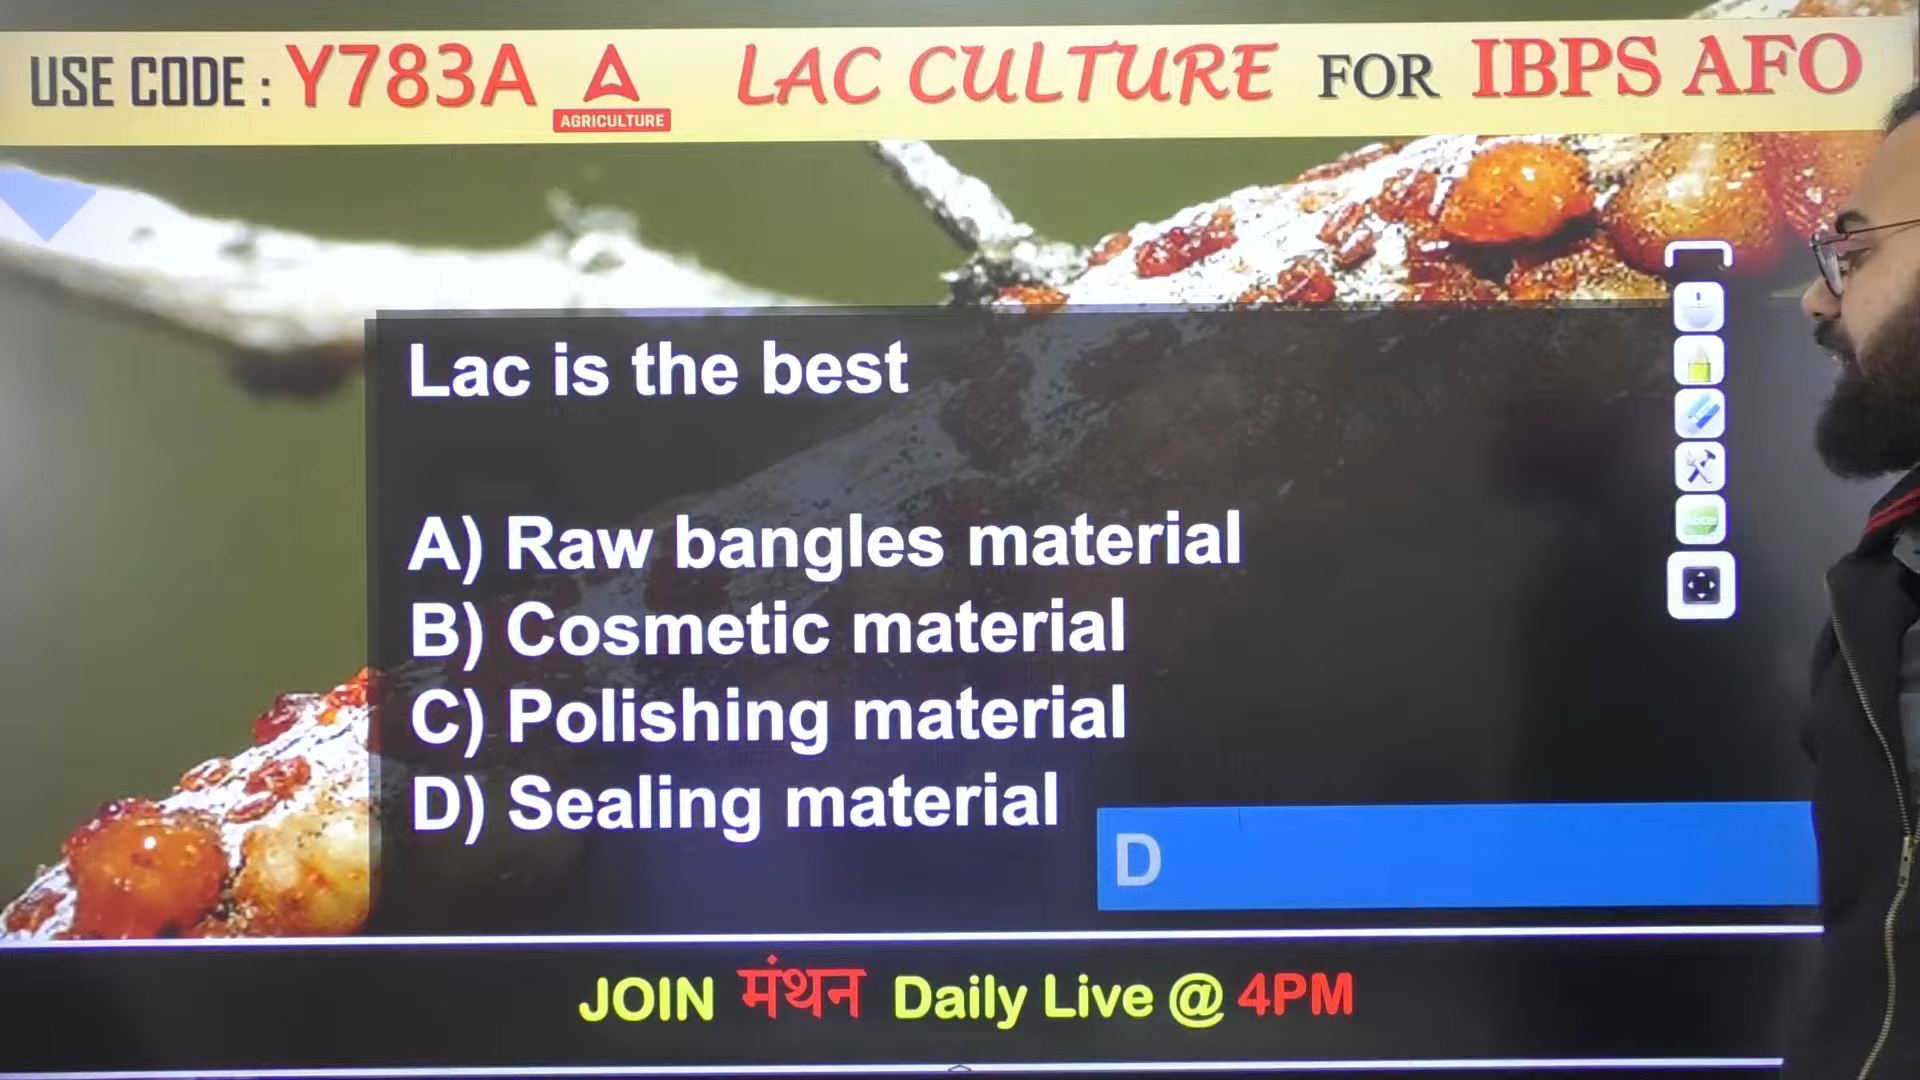 USE CODE : Y783A
AGRICULTURE
LAC CULTURE FOR IBPS AFO
Lac is the best
A) Raw bangles material
B) Cosmetic material
C) Polishing material
D) Sealing material
D
JOIN मंथन Daily Live @ 4PM